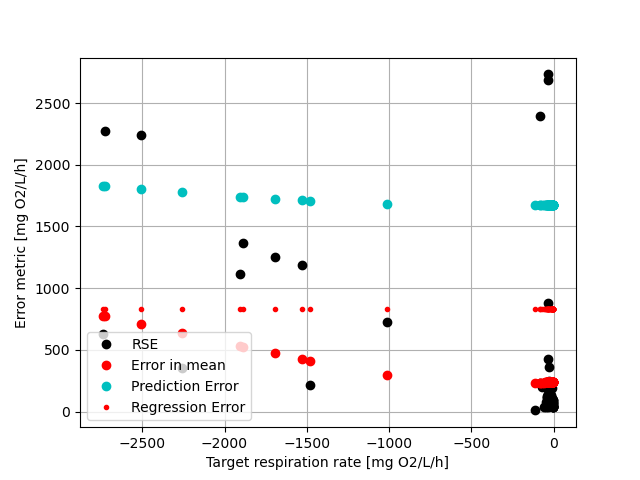 Error metric [mg O2/L/h]
2500
2000
1500
1000
500
0
RSE
Error in mean
Prediction Error
Regression Error
−2500 −2000 −1500 −1000 −500 0
Target respiration rate [mg O2/L/h]